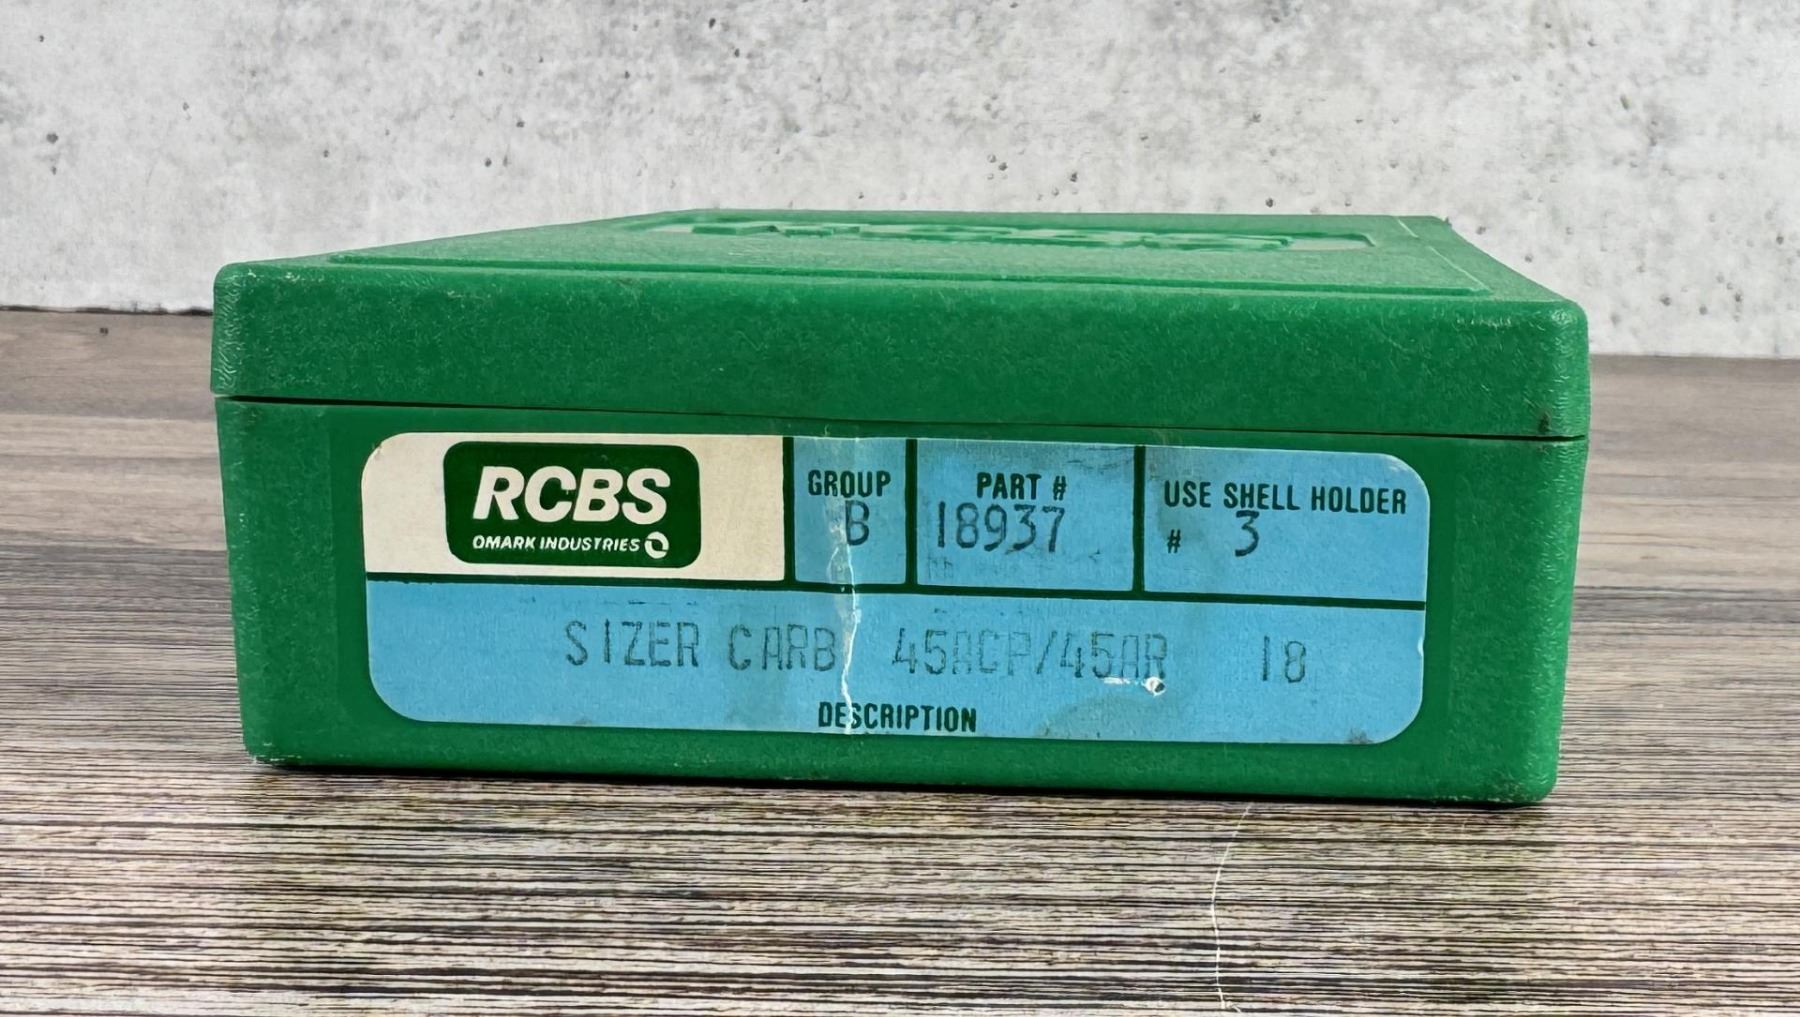 RCBS
OMARK INDUSTRIES
GROUP
B
PART #
18937
USE SHELL HOLDER
# 3
SIZER CARB 45ACP/45AR 18
DESCRIPTION